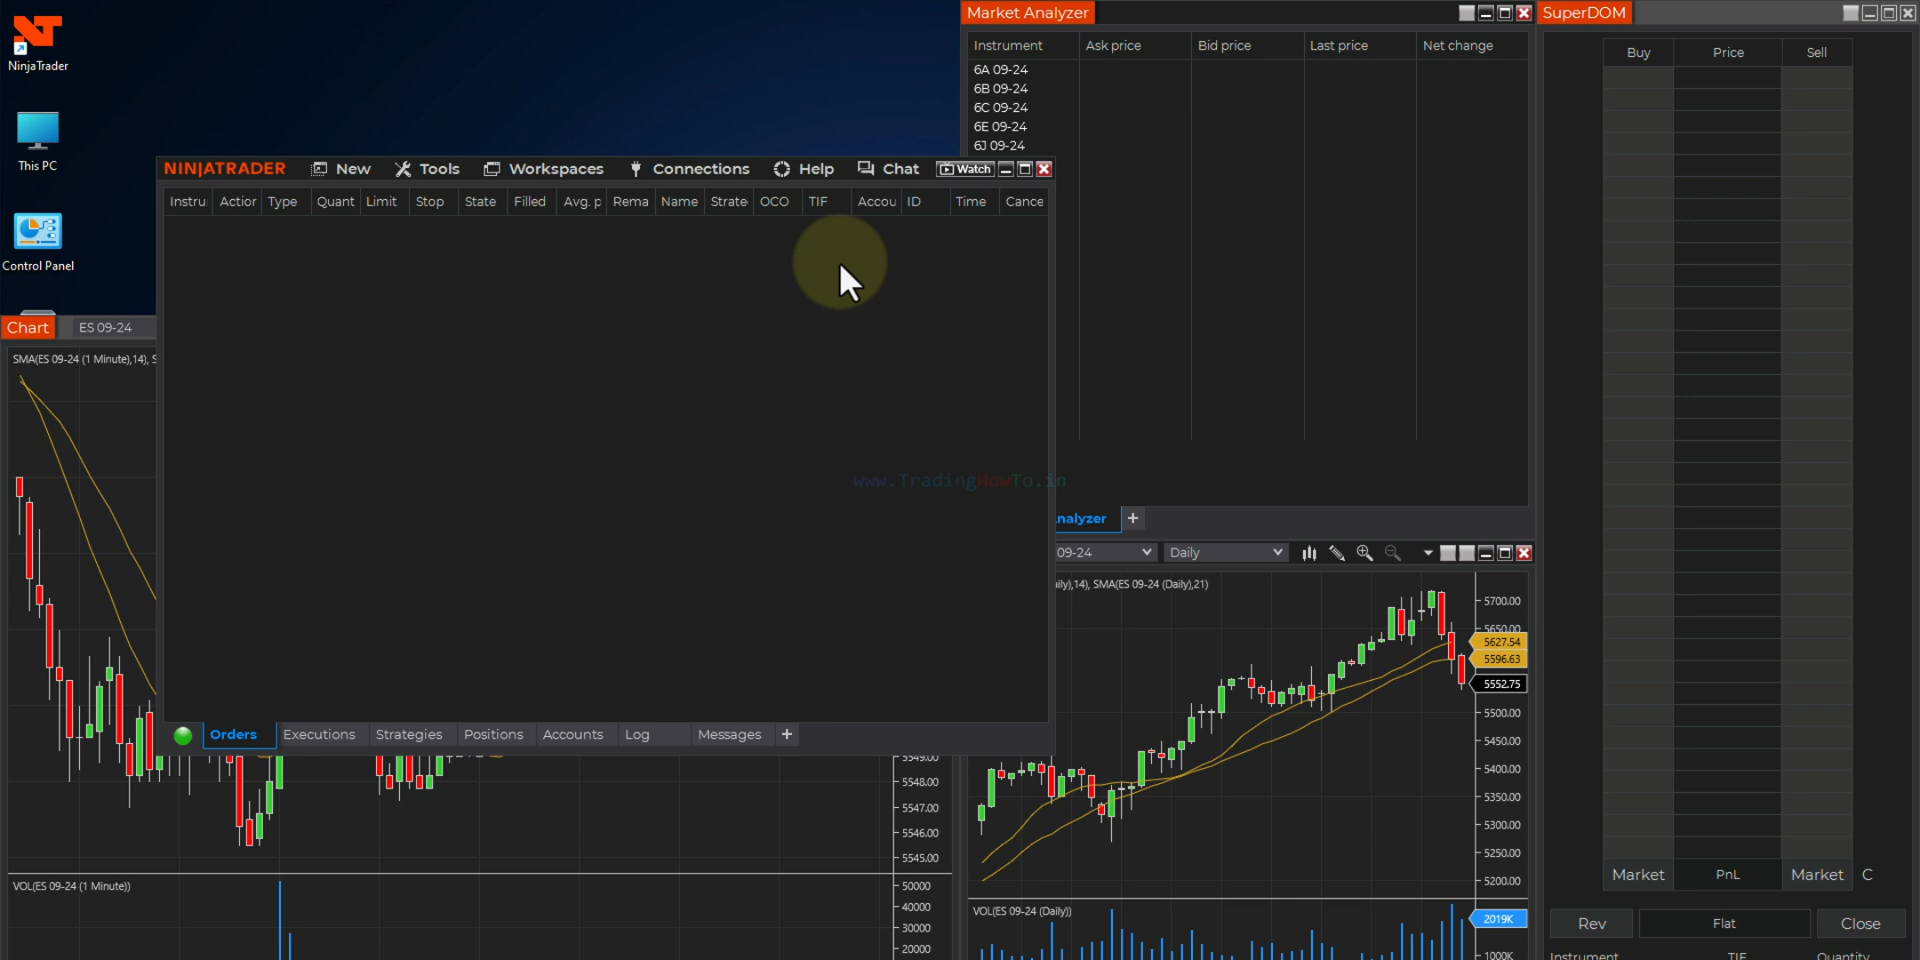 NinjaTrader
This PC
Control Panel
Market Analyzer
Instrument Ask price Bid price Last price Net change
6A 09-24
6B 09-24
6C 09-24
6E 09-24
6J 09-24
SuperDOM
Buy Price Sell
NINJATRADER New Tools Workspaces Connections Help Chat Watch
Instru Action Type Quant Limit Stop State Filled Avg. p Rema Name Strate OCO TIF Accou ID Time Cance
Chart ES 09-24
SMA(ES 09-24 (1 Minute),14), S
www.TradingHowTo.in
nalyzer +
09-24 Daily
ily),14), SMA(ES 09-24 (Daily),21)
5700.00
5650.00
5627.54
5596.63
5552.75
5500.00
5450.00
5400.00
5350.00
5300.00
5250.00
5200.00
Orders Executions Strategies Positions Accounts Log Messages +
5549.00
5548.00
5547.00
5546.00
5545.00
VOL(ES 09-24 (1 Minute))
50000
40000
30000
20000
VOL(ES 09-24 (Daily))
2019K
1000K
Market PnL Market C
Rev Flat Close
Instrument TIF Quantity